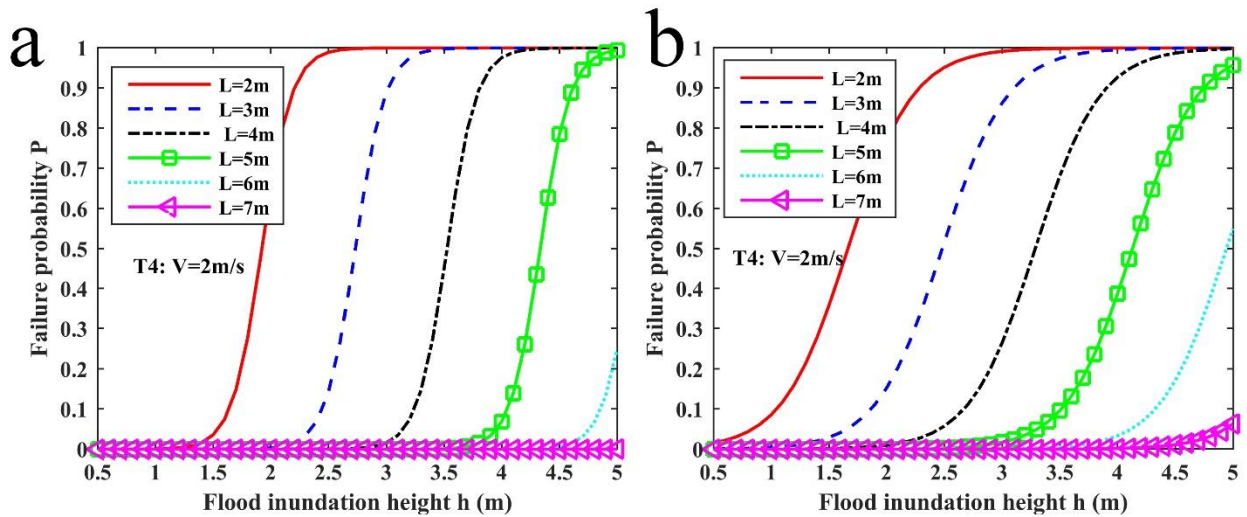 a
Failure probability P
1
0.9
0.8
0.7
0.6
0.5
0.4
0.3
0.2
0.1
0
L=2m
L=3m
L=4m
L=5m
L=6m
L=7m
T4: V=2m/s
0.5 1 1.5 2 2.5 3 3.5 4 4.5 5
Flood inundation height h (m)
b
Failure probability P
1
0.9
0.8
0.7
0.6
0.5
0.4
0.3
0.2
0.1
0
L=2m
L=3m
L=4m
L=5m
L=6m
L=7m
T4: V=2m/s
0.5 1 1.5 2 2.5 3 3.5 4 4.5 5
Flood inundation height h (m)